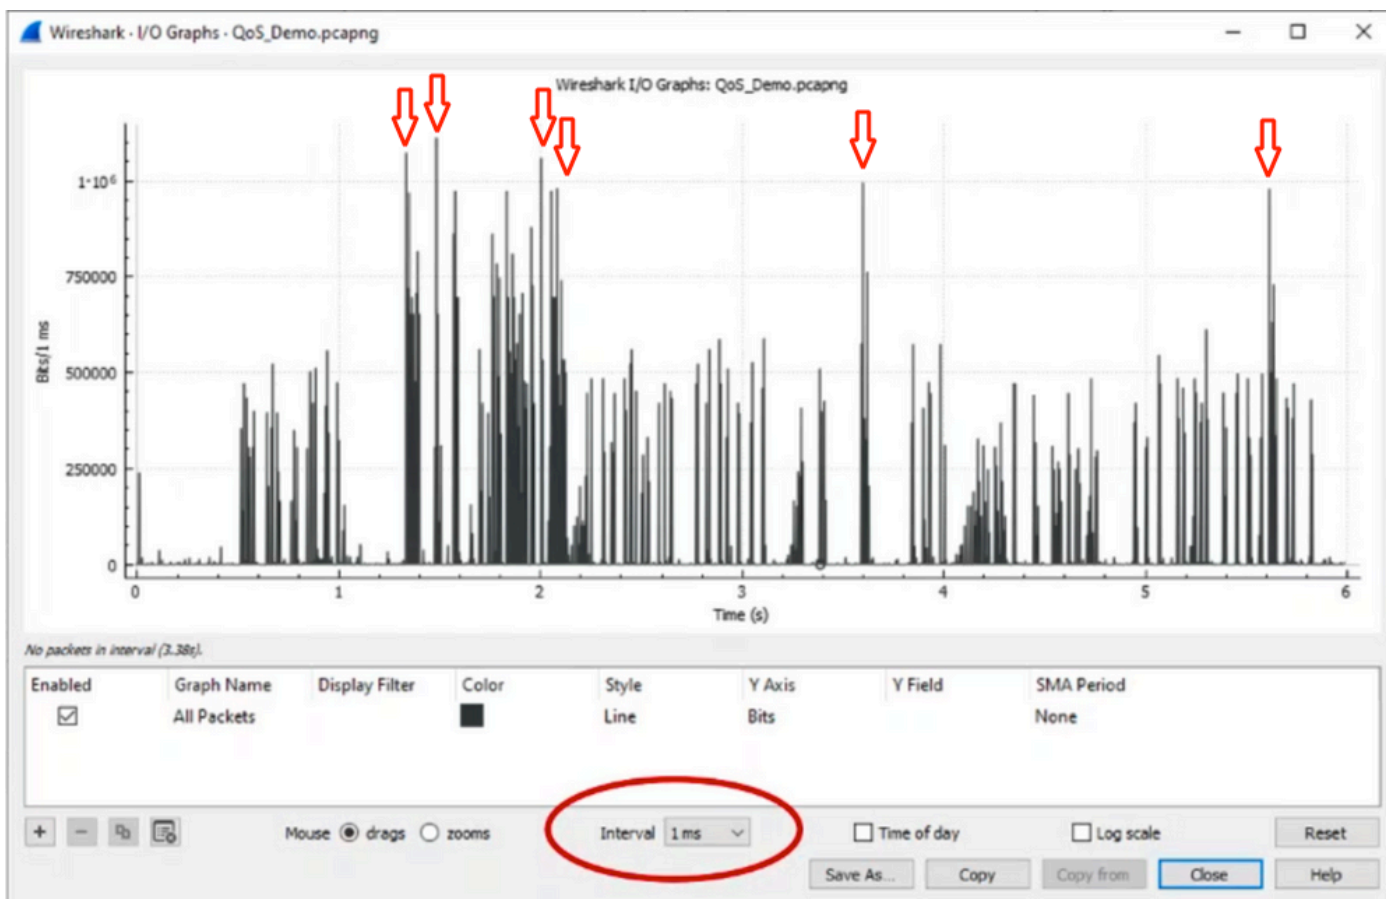 Wireshark · I/O Graphs · QoS_Demo.pcapng
Wireshark I/O Graphs: QoS_Demo.pcapng
1·10⁶
750000
500000
250000
0
Bits/1 ms
0 1 2 3 4 5 6
Time (s)
No packets in interval (3.38s).
Enabled Graph Name Display Filter Color Style Y Axis Y Field SMA Period
All Packets Line Bits None
+ − Mouse drags zooms Interval 1 ms Time of day Log scale Reset
Save As... Copy Copy from Close Help